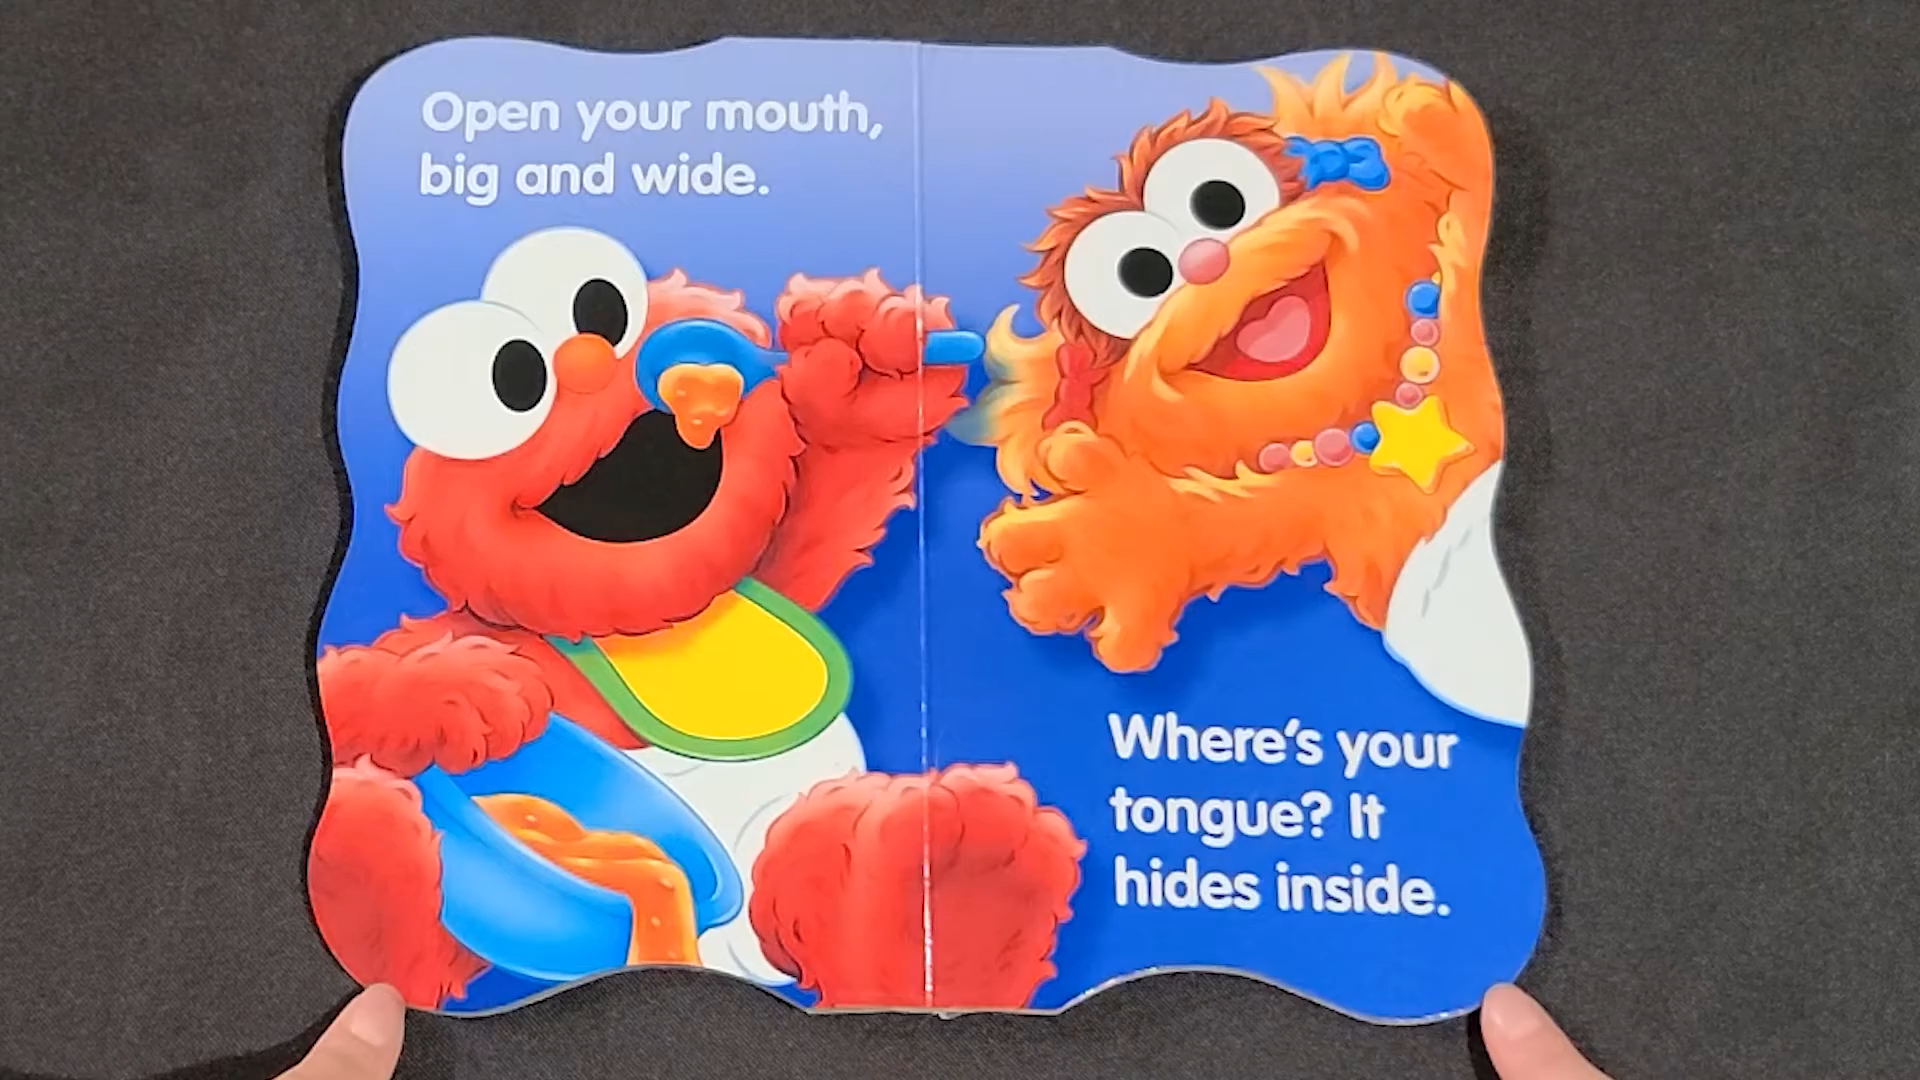 Open your mouth,
big and wide.
Where's your
tongue? It
hides inside.